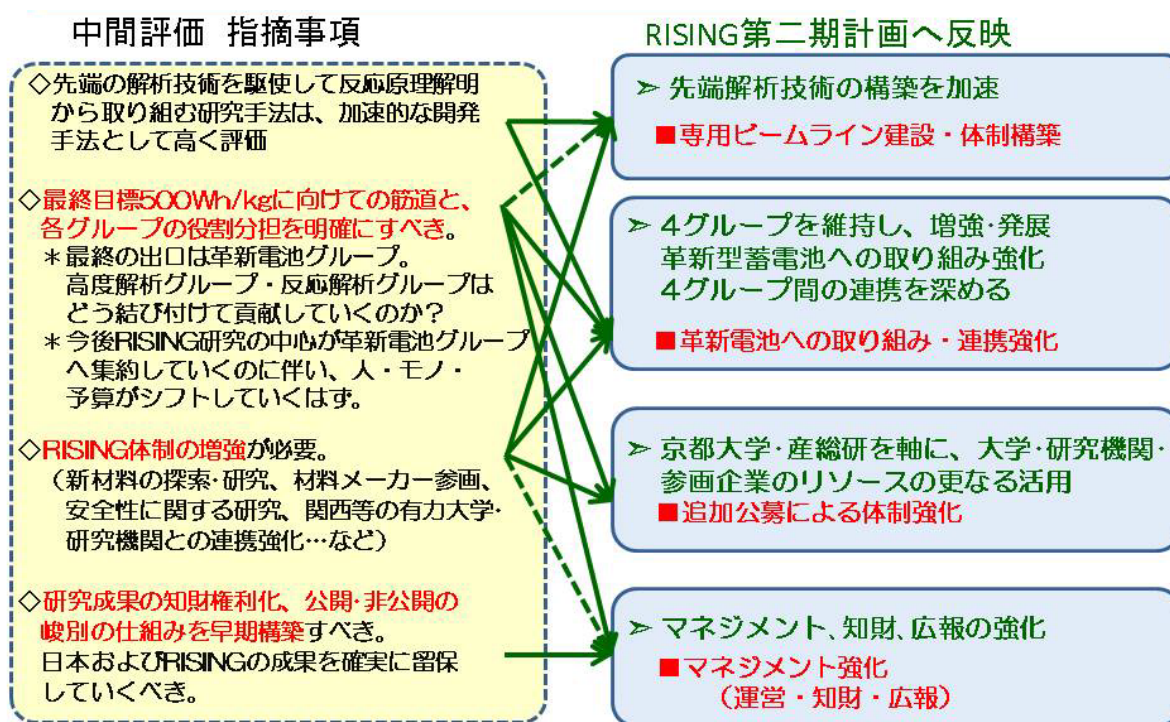 中間評価 指摘事項
◇先端の解析技術を駆使して反応原理解明
から取り組む研究手法は、加速的な開発
手法として高く評価
◇最終目標500Wh/kgに向けての筋道と、
各グループの役割分担を明確にすべき。
＊最終の出口は革新電池グループ。
高度解析グループ・反応解析グループは
どう結び付けて貢献していくのか?
＊今後RISING研究の中心が革新電池グループ
へ集約していくのに伴い、人・モノ・
予算がシフトしていくはず。
◇RISING体制の増強が必要。
（新材料の探索・研究、材料メーカー参画、
安全性に関する研究、関西等の有力大学・
研究機関との連携強化…など）
◇研究成果の知財権利化、公開・非公開の
峻別の仕組みを早期構築すべき。
日本およびRISINGの成果を確実に留保
していくべき。
RISING第二期計画へ反映
➢ 先端解析技術の構築を加速
■専用ビームライン建設・体制構築
➢ 4グループを維持し、増強・発展
革新型蓄電池への取り組み強化
4グループ間の連携を深める
■革新電池への取り組み・連携強化
➢ 京都大学・産総研を軸に、大学・研究機関・
参画企業のリソースの更なる活用
■追加公募による体制強化
➢ マネジメント、知財、広報の強化
■マネジメント強化
（運営・知財・広報）